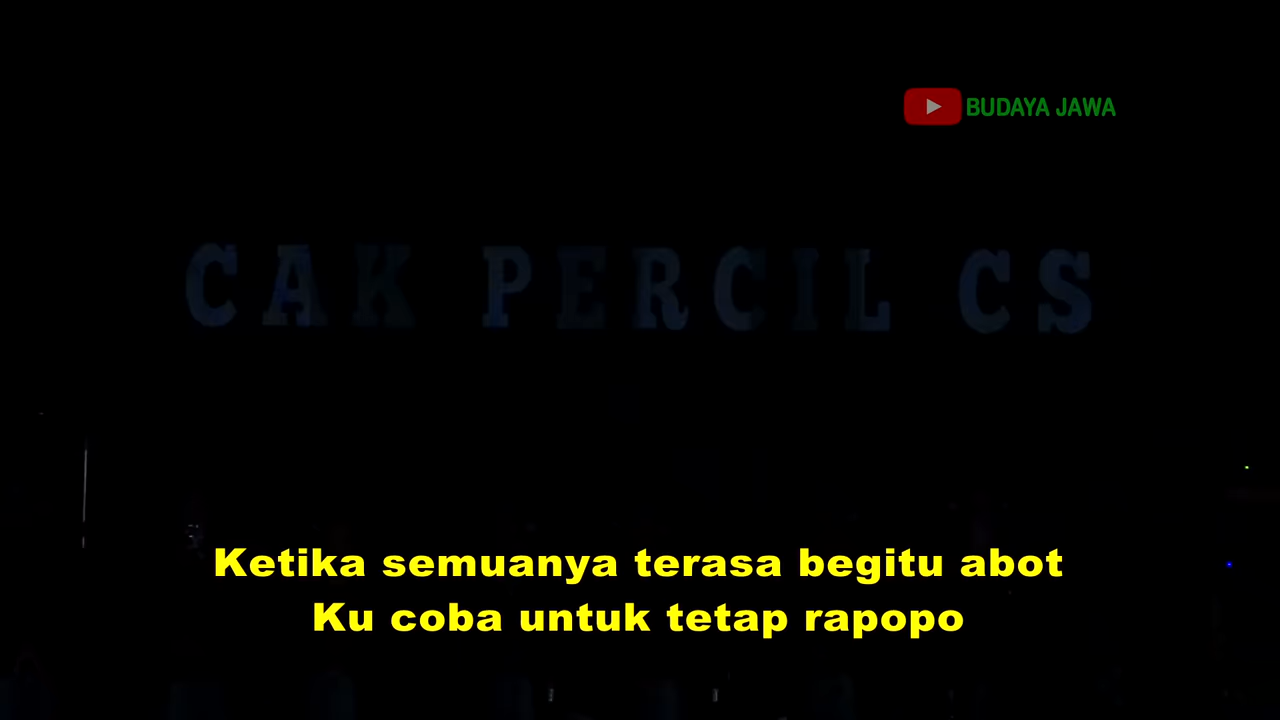 BUDAYA JAWA
CAK PERCIL CS
Ketika semuanya terasa begitu abot
Ku coba untuk tetap rapopo